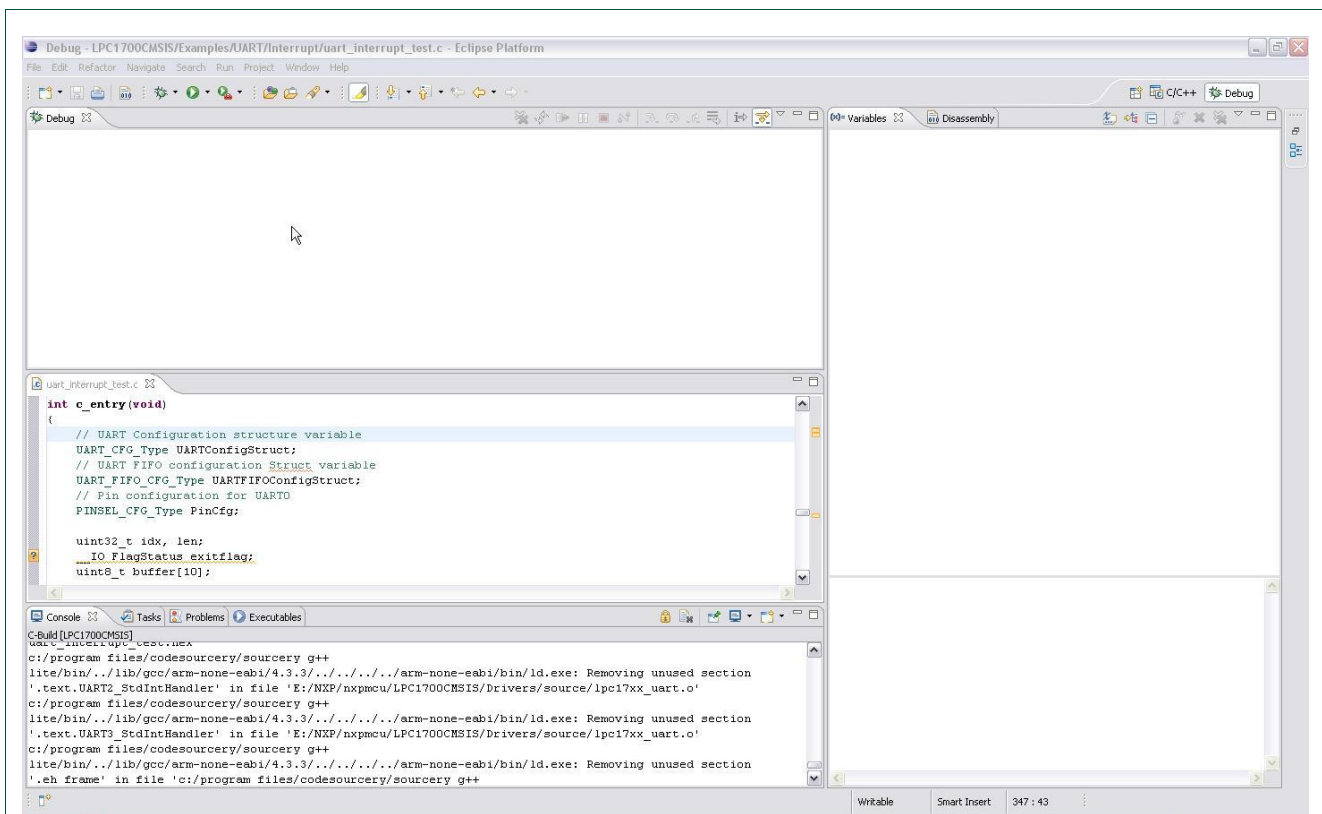 Debug - LPC1700CMSIS/Examples/UART/Interrupt/uart_interrupt_test.c - Eclipse Platform
File Edit Refactor Navigate Search Run Project Window Help
C/C++ Debug
Debug
(x)= Variables Disassembly
uart_interrupt_test.c
int c_entry(void)
{
// UART Configuration structure variable
UART_CFG_Type UARTConfigStruct;
// UART FIFO configuration Struct variable
UART_FIFO_CFG_Type UARTFIFOConfigStruct;
// Pin configuration for UART0
PINSEL_CFG_Type PinCfg;
uint32_t idx, len;
__IO FlagStatus exitflag;
uint8_t buffer[10];
Console Tasks Problems Executables
C-Build [LPC1700CMSIS]
uart_interrupt_test.hex
c:/program files/codesourcery/sourcery g++
lite/bin/../lib/gcc/arm-none-eabi/4.3.3/../../../../arm-none-eabi/bin/ld.exe: Removing unused section
'.text.UART2_StdIntHandler' in file 'E:/NXP/nxpmcu/LPC1700CMSIS/Drivers/source/lpc17xx_uart.o'
c:/program files/codesourcery/sourcery g++
lite/bin/../lib/gcc/arm-none-eabi/4.3.3/../../../../arm-none-eabi/bin/ld.exe: Removing unused section
'.text.UART3_StdIntHandler' in file 'E:/NXP/nxpmcu/LPC1700CMSIS/Drivers/source/lpc17xx_uart.o'
c:/program files/codesourcery/sourcery g++
lite/bin/../lib/gcc/arm-none-eabi/4.3.3/../../../../arm-none-eabi/bin/ld.exe: Removing unused section
'.eh_frame' in file 'c:/program files/codesourcery/sourcery g++
Writable Smart Insert 347 : 43